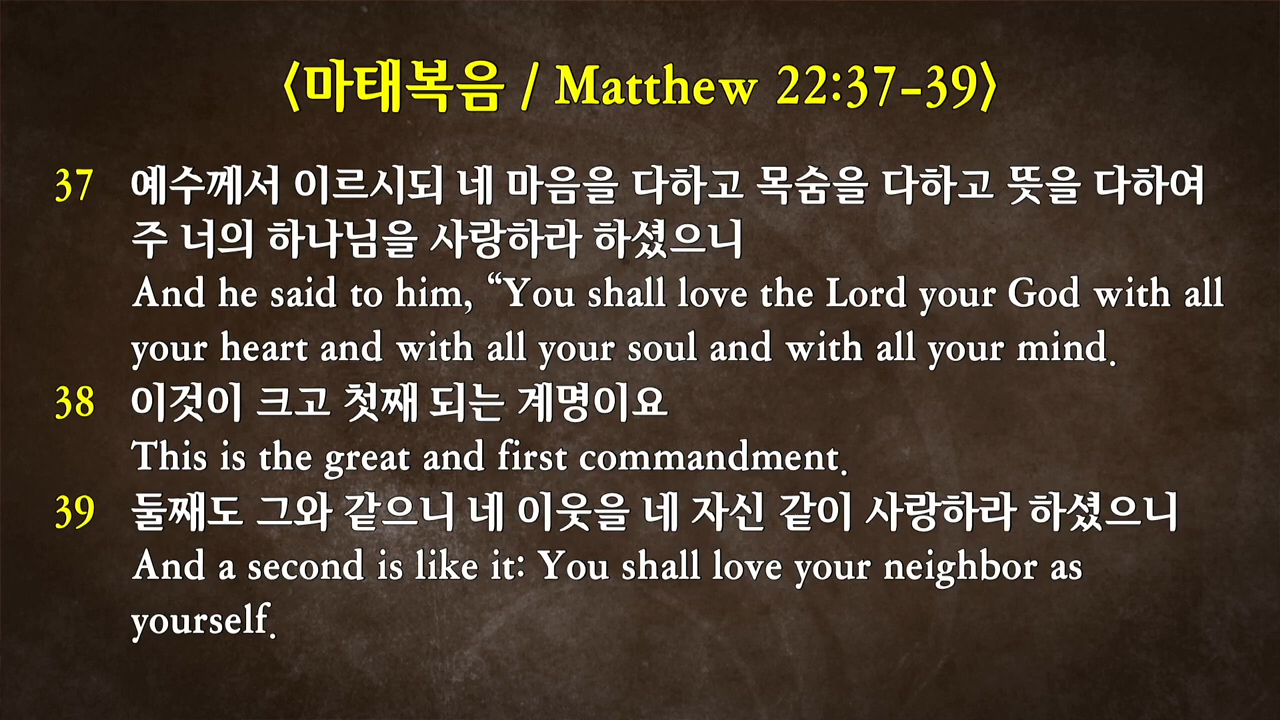 <마태복음 / Matthew 22:37-39>
37 예수께서 이르시되 네 마음을 다하고 목숨을 다하고 뜻을 다하여
주 너의 하나님을 사랑하라 하셨으니
And he said to him, “You shall love the Lord your God with all
your heart and with all your soul and with all your mind.
38 이것이 크고 첫째 되는 계명이요
This is the great and first commandment.
39 둘째도 그와 같으니 네 이웃을 네 자신 같이 사랑하라 하셨으니
And a second is like it: You shall love your neighbor as
yourself.